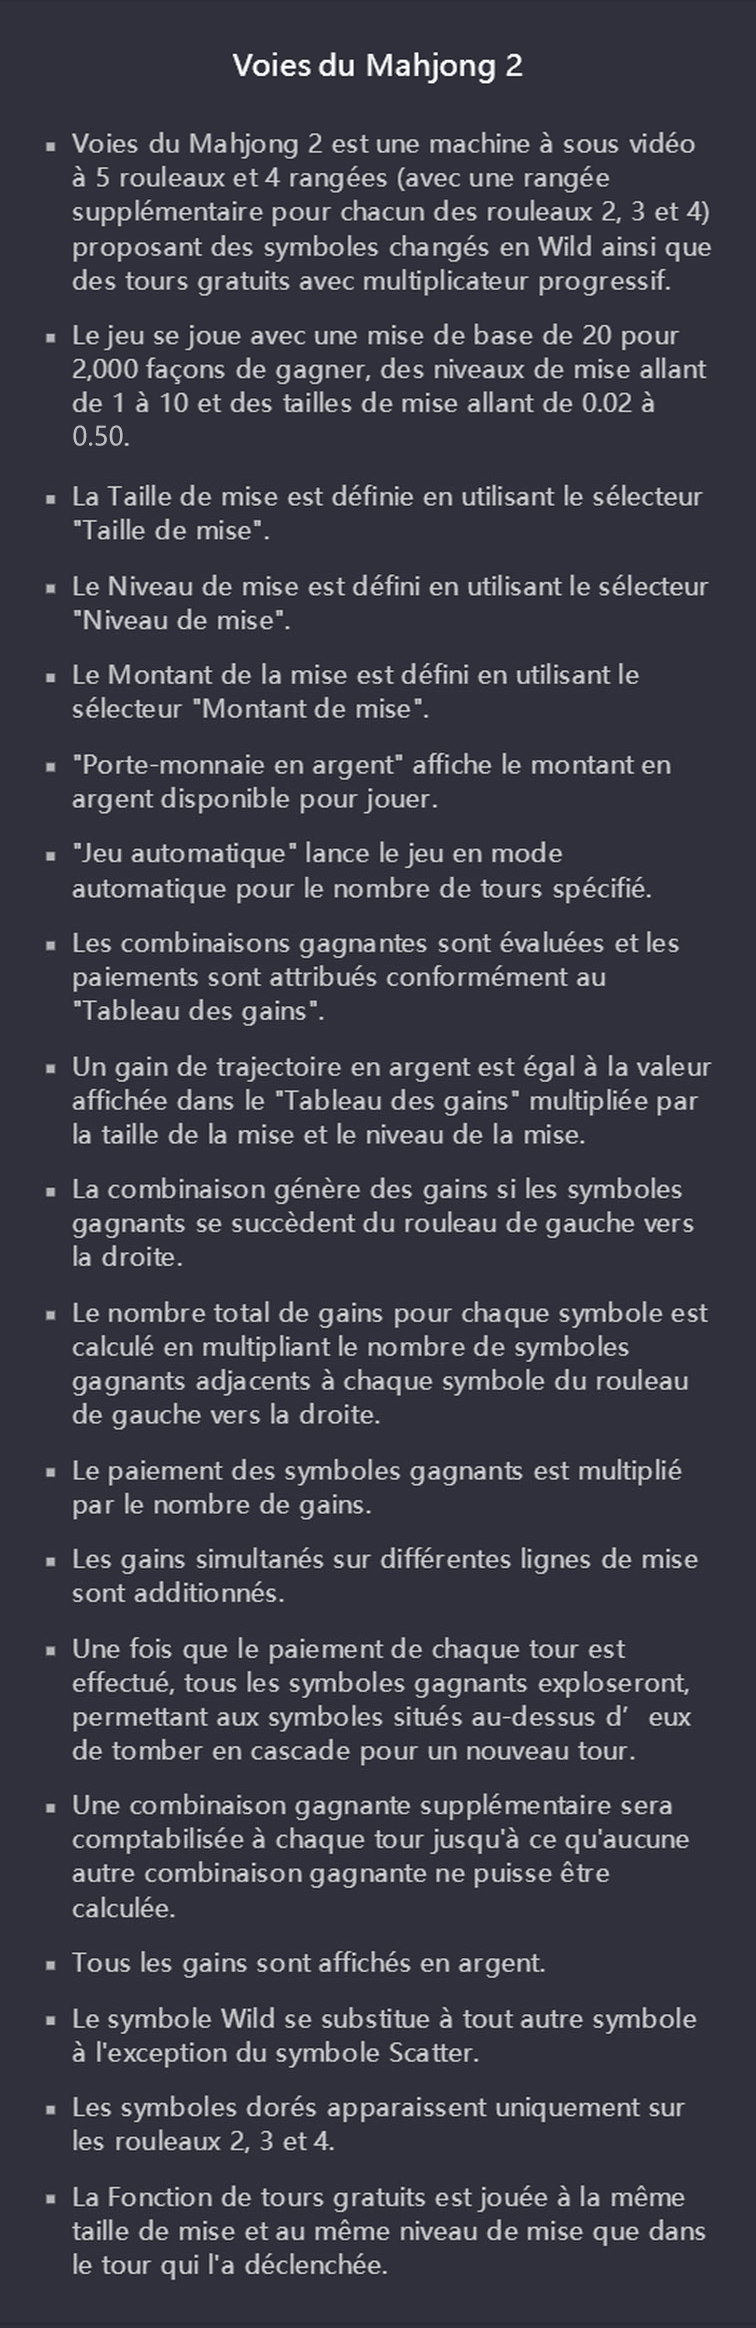 Voies du Mahjong 2
▪ Voies du Mahjong 2 est une machine à sous vidéo
à 5 rouleaux et 4 rangées (avec une rangée
supplémentaire pour chacun des rouleaux 2, 3 et 4)
proposant des symboles changés en Wild ainsi que
des tours gratuits avec multiplicateur progressif.
▪ Le jeu se joue avec une mise de base de 20 pour
2,000 façons de gagner, des niveaux de mise allant
de 1 à 10 et des tailles de mise allant de 0.02 à
0.50.
▪ La Taille de mise est définie en utilisant le sélecteur
"Taille de mise".
▪ Le Niveau de mise est défini en utilisant le sélecteur
"Niveau de mise".
▪ Le Montant de la mise est défini en utilisant le
sélecteur "Montant de mise".
▪ "Porte-monnaie en argent" affiche le montant en
argent disponible pour jouer.
▪ "Jeu automatique" lance le jeu en mode
automatique pour le nombre de tours spécifié.
▪ Les combinaisons gagnantes sont évaluées et les
paiements sont attribués conformément au
"Tableau des gains".
▪ Un gain de trajectoire en argent est égal à la valeur
affichée dans le "Tableau des gains" multipliée par
la taille de la mise et le niveau de la mise.
▪ La combinaison génère des gains si les symboles
gagnants se succèdent du rouleau de gauche vers
la droite.
▪ Le nombre total de gains pour chaque symbole est
calculé en multipliant le nombre de symboles
gagnants adjacents à chaque symbole du rouleau
de gauche vers la droite.
▪ Le paiement des symboles gagnants est multiplié
par le nombre de gains.
▪ Les gains simultanés sur différentes lignes de mise
sont additionnés.
▪ Une fois que le paiement de chaque tour est
effectué, tous les symboles gagnants exploseront,
permettant aux symboles situés au-dessus d’ eux
de tomber en cascade pour un nouveau tour.
▪ Une combinaison gagnante supplémentaire sera
comptabilisée à chaque tour jusqu'à ce qu'aucune
autre combinaison gagnante ne puisse être
calculée.
▪ Tous les gains sont affichés en argent.
▪ Le symbole Wild se substitue à tout autre symbole
à l'exception du symbole Scatter.
▪ Les symboles dorés apparaissent uniquement sur
les rouleaux 2, 3 et 4.
▪ La Fonction de tours gratuits est jouée à la même
taille de mise et au même niveau de mise que dans
le tour qui l'a déclenchée.